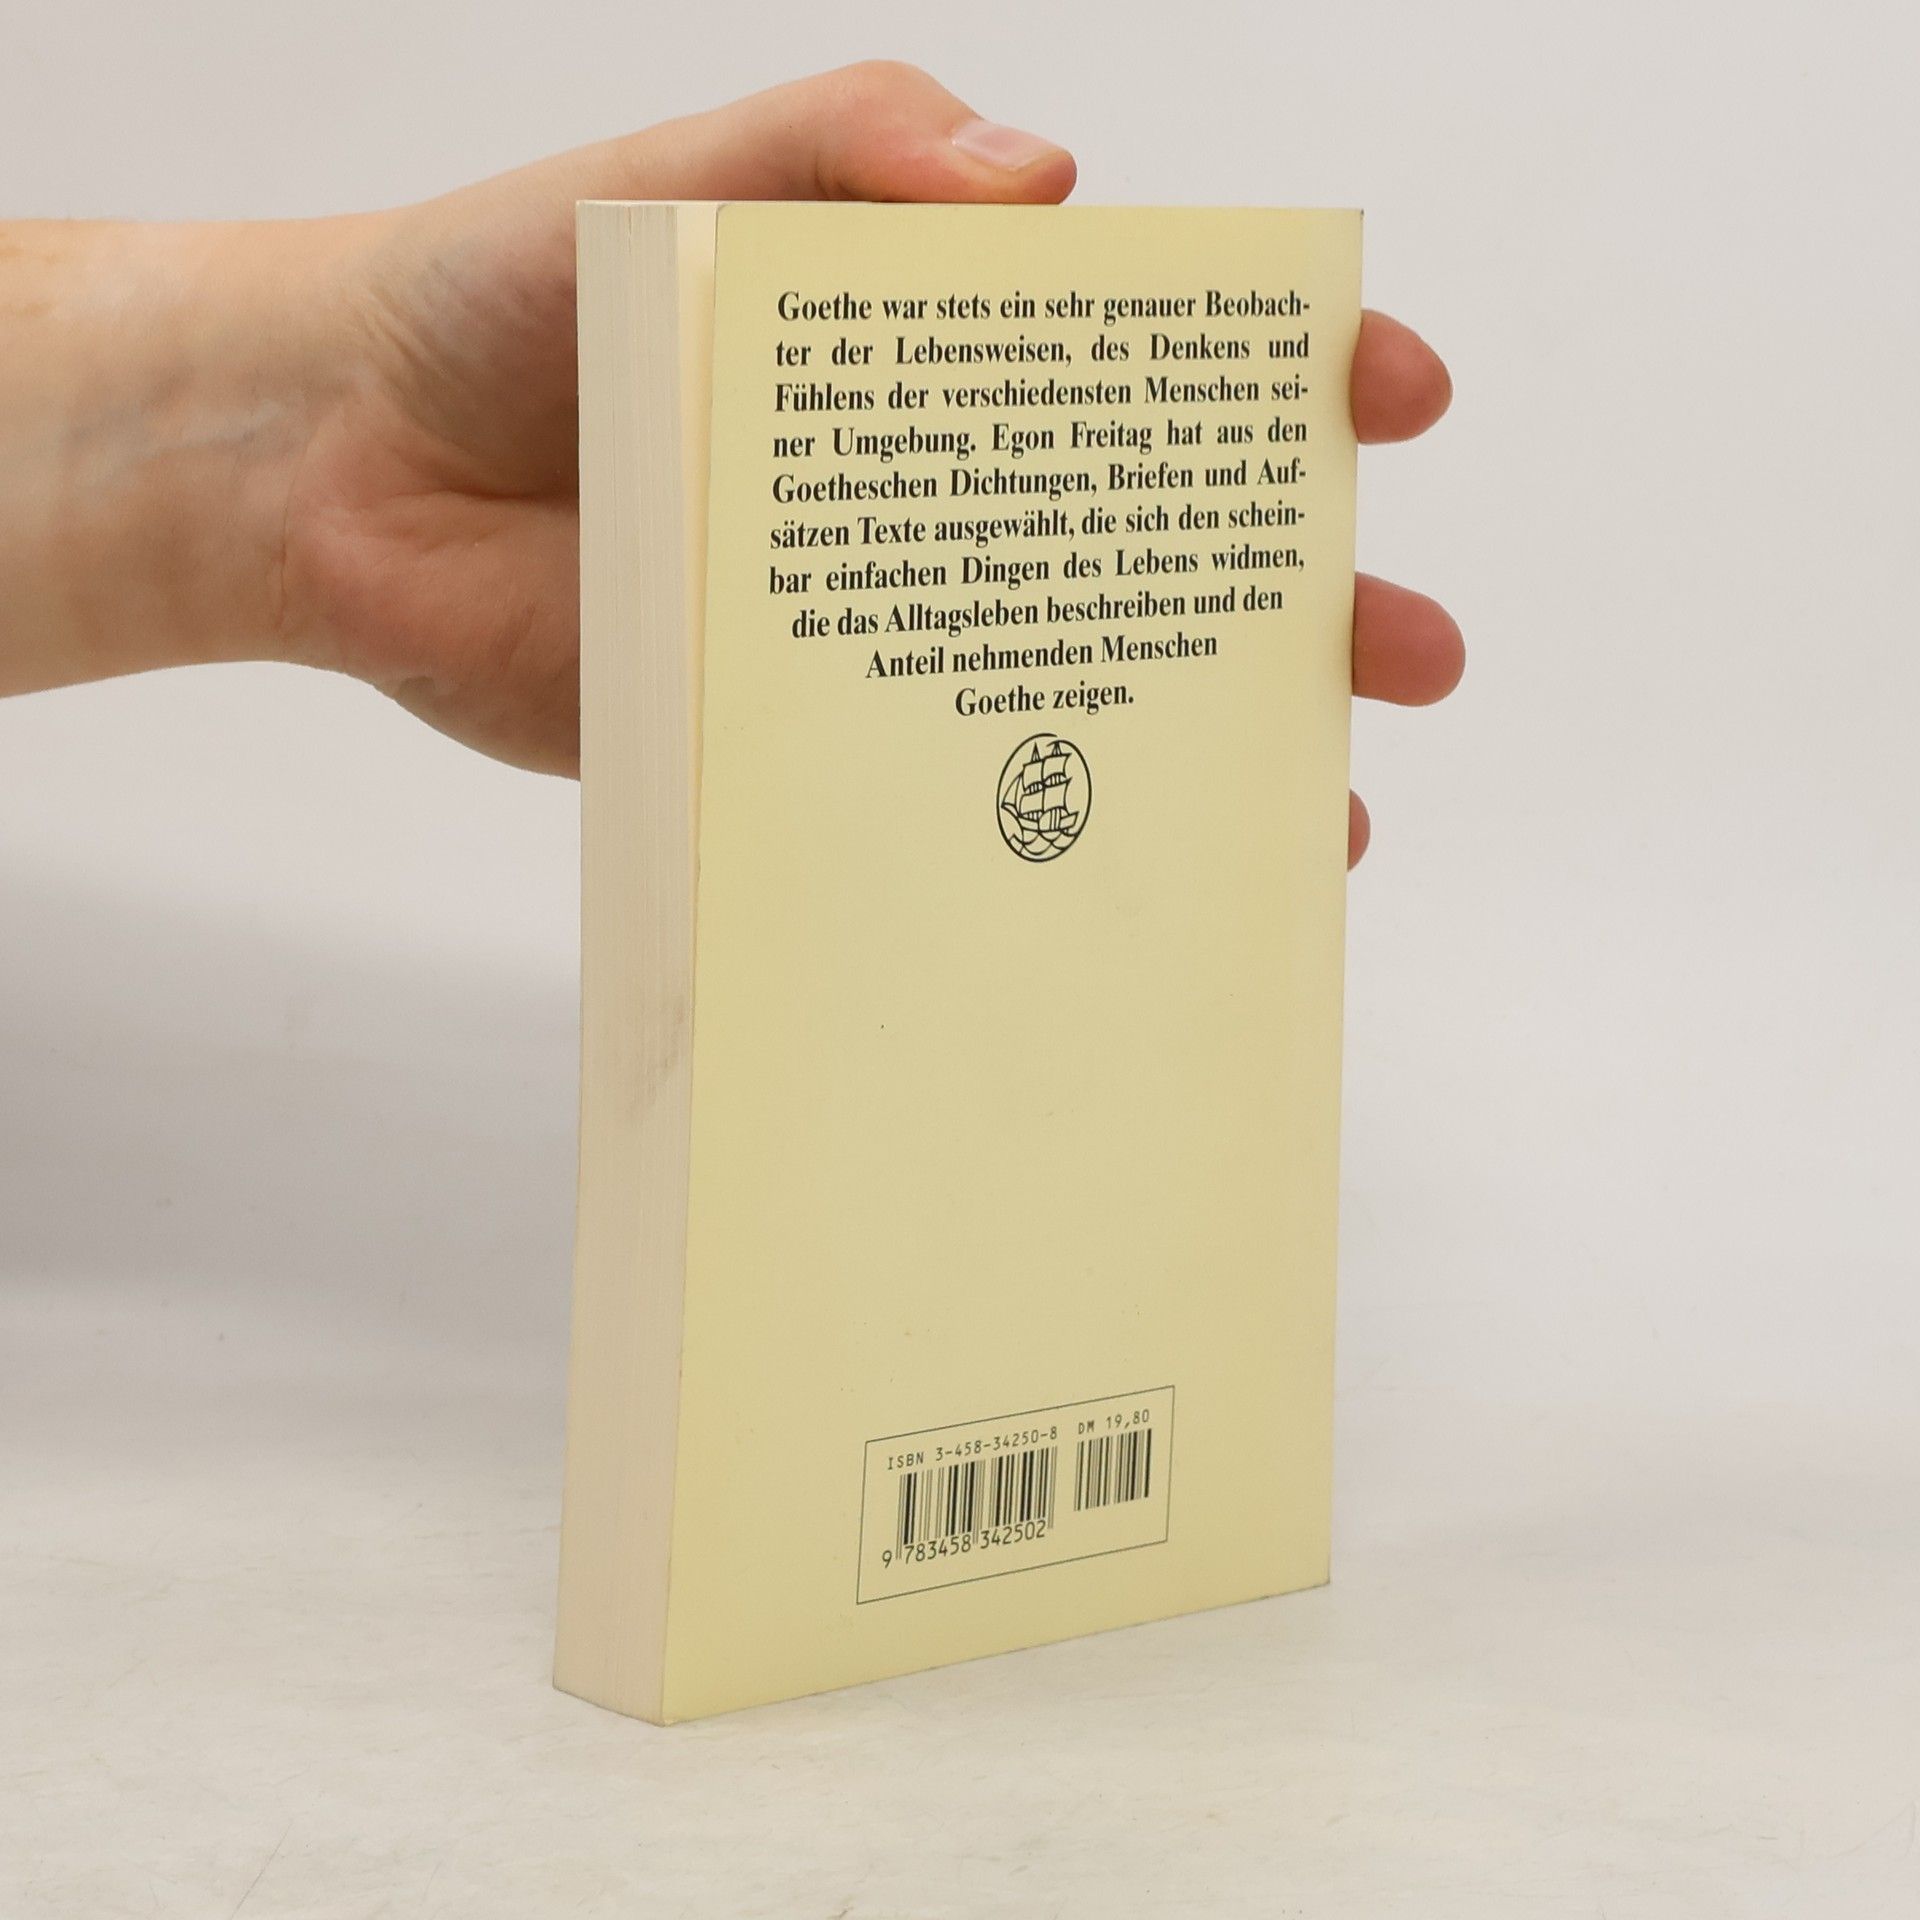 Goethe war stets ein sehr genauer Beobach-
ter der Lebensweisen, des Denkens und
Fühlens der verschiedensten Menschen sei-
ner Umgebung. Egon Freitag hat aus den
Goetheschen Dichtungen, Briefen und Auf-
sätzen Texte ausgewählt, die sich den schein-
bar einfachen Dingen des Lebens widmen,
die das Alltagsleben beschreiben und den
Anteil nehmenden Menschen
Goethe zeigen.
ISBN 3-458-34250-8 DM 19,80
9 783458 342502